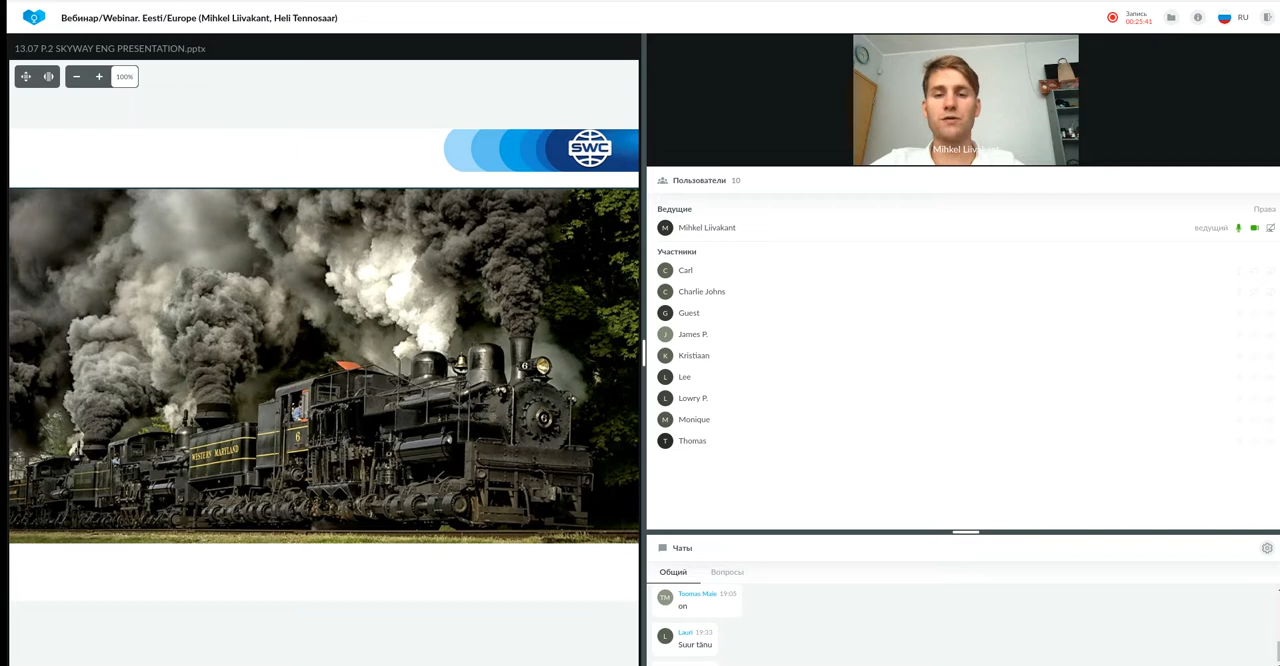 Вебинар/Webinar. Eesti/Europe (Mihkel Liivakant, Heli Tennosaar)
Запись
00:25:41
RU
13.07 P.2 SKYWAY ENG PRESENTATION.pptx
100%
SWC
6
6
6
WESTERN MARYLAND
Mihkel Liivakant
Пользователи 10
Ведущие
Права
M Mihkel Liivakant
ведущий
Участники
C Carl
C Charlie Johns
G Guest
J James P.
K Kristiaan
L Lee
L Lowry P.
M Monique
T Thomas
Чаты
Общий Вопросы
TM Toomas Maie 19:05
on
L Lauri 19:33
Suur tänu